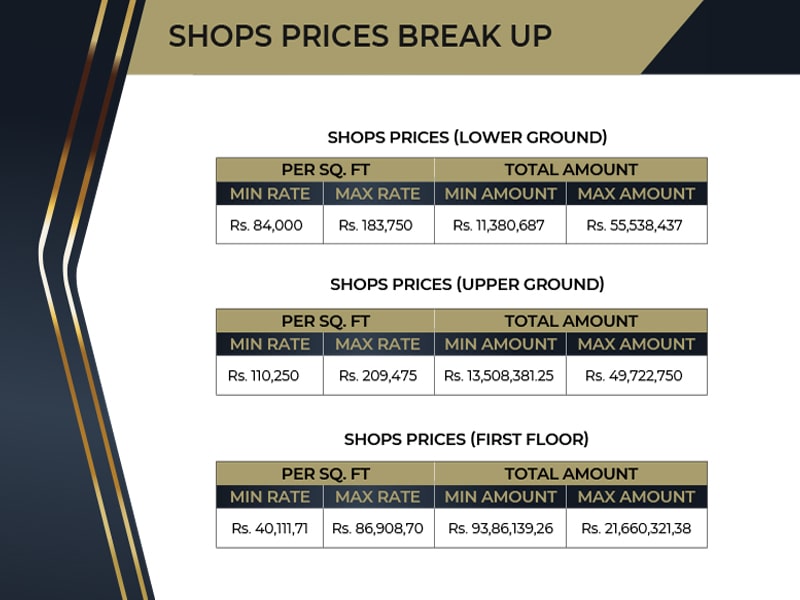 SHOPS PRICES BREAK UP
SHOPS PRICES (LOWER GROUND)
PER SQ. FT TOTAL AMOUNT
MIN RATE MAX RATE MIN AMOUNT MAX AMOUNT
Rs. 84,000 Rs. 183,750 Rs. 11,380,687 Rs. 55,538,437
SHOPS PRICES (UPPER GROUND)
PER SQ. FT TOTAL AMOUNT
MIN RATE MAX RATE MIN AMOUNT MAX AMOUNT
Rs. 110,250 Rs. 209,475 Rs. 13,508,381.25 Rs. 49,722,750
SHOPS PRICES (FIRST FLOOR)
PER SQ. FT TOTAL AMOUNT
MIN RATE MAX RATE MIN AMOUNT MAX AMOUNT
Rs. 40,111,71 Rs. 86,908,70 Rs. 93,86,139,26 Rs. 21,660,321,38